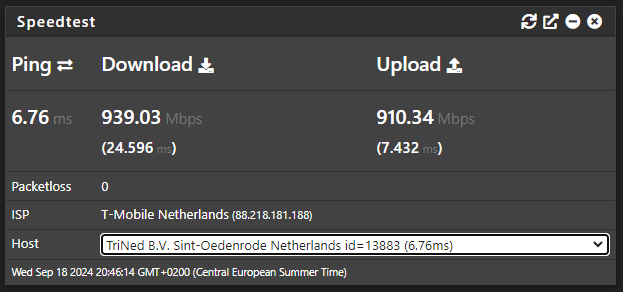 Speedtest
Ping Download Upload
6.76 ms 939.03 Mbps 910.34 Mbps
(24.596 ms) (7.432 ms)
Packetloss 0
ISP T-Mobile Netherlands (88.218.181.188)
Host TriNed B.V. Sint-Oedenrode Netherlands id=13883 (6.76ms)
Wed Sep 18 2024 20:46:14 GMT+0200 (Central European Summer Time)